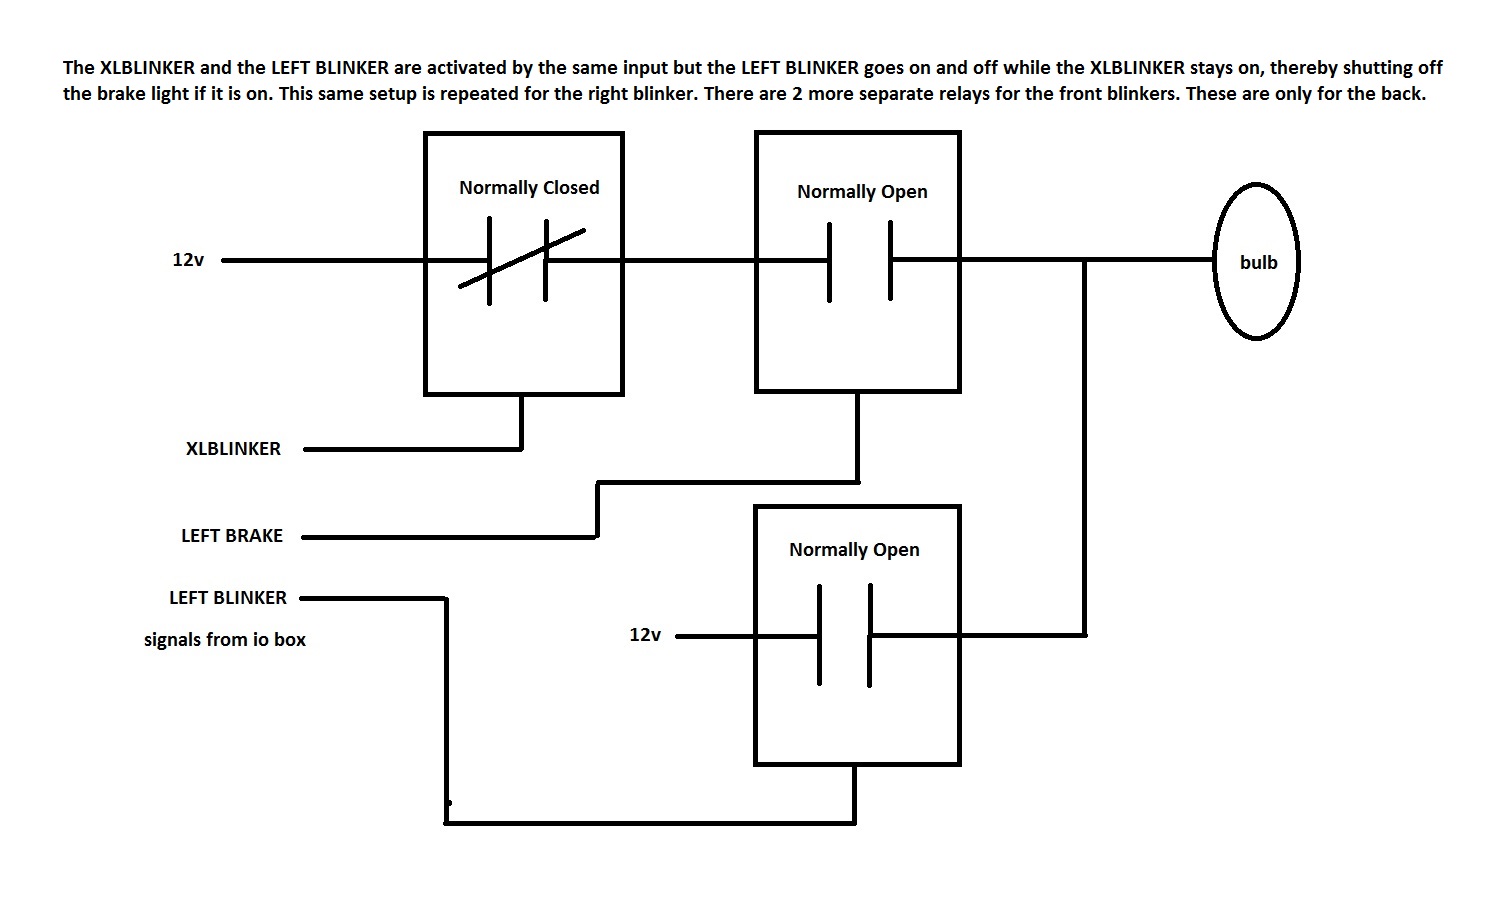 The XLBLINKER and the LEFT BLINKER are activated by the same input but the LEFT BLINKER goes on and off while the XLBLINKER stays on, thereby shutting off
the brake light if it is on. This same setup is repeated for the right blinker. There are 2 more separate relays for the front blinkers. These are only for the back.
Normally Closed
Normally Open
12v
bulb
XLBLINKER
LEFT BRAKE
Normally Open
LEFT BLINKER
12v
signals from io box